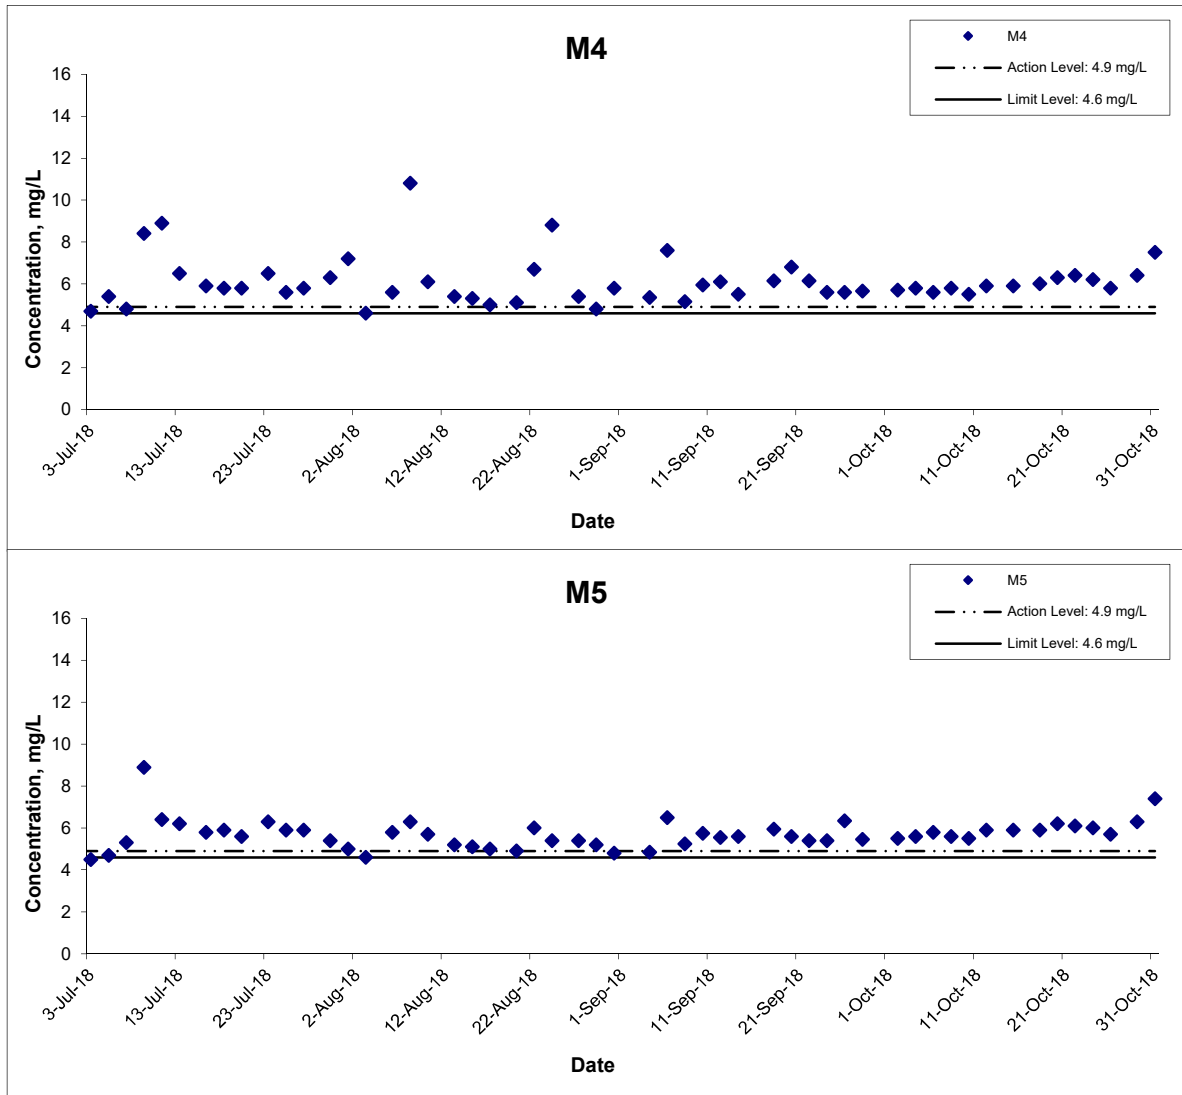 M4
M4
Action Level: 4.9 mg/L
Limit Level: 4.6 mg/L
Concentration, mg/L
16
14
12
10
8
6
4
2
0
3-Jul-18
13-Jul-18
23-Jul-18
2-Aug-18
12-Aug-18
22-Aug-18
1-Sep-18
11-Sep-18
21-Sep-18
1-Oct-18
11-Oct-18
21-Oct-18
31-Oct-18
Date
M5
M5
Action Level: 4.9 mg/L
Limit Level: 4.6 mg/L
Concentration, mg/L
16
14
12
10
8
6
4
2
0
3-Jul-18
13-Jul-18
23-Jul-18
2-Aug-18
12-Aug-18
22-Aug-18
1-Sep-18
11-Sep-18
21-Sep-18
1-Oct-18
11-Oct-18
21-Oct-18
31-Oct-18
Date